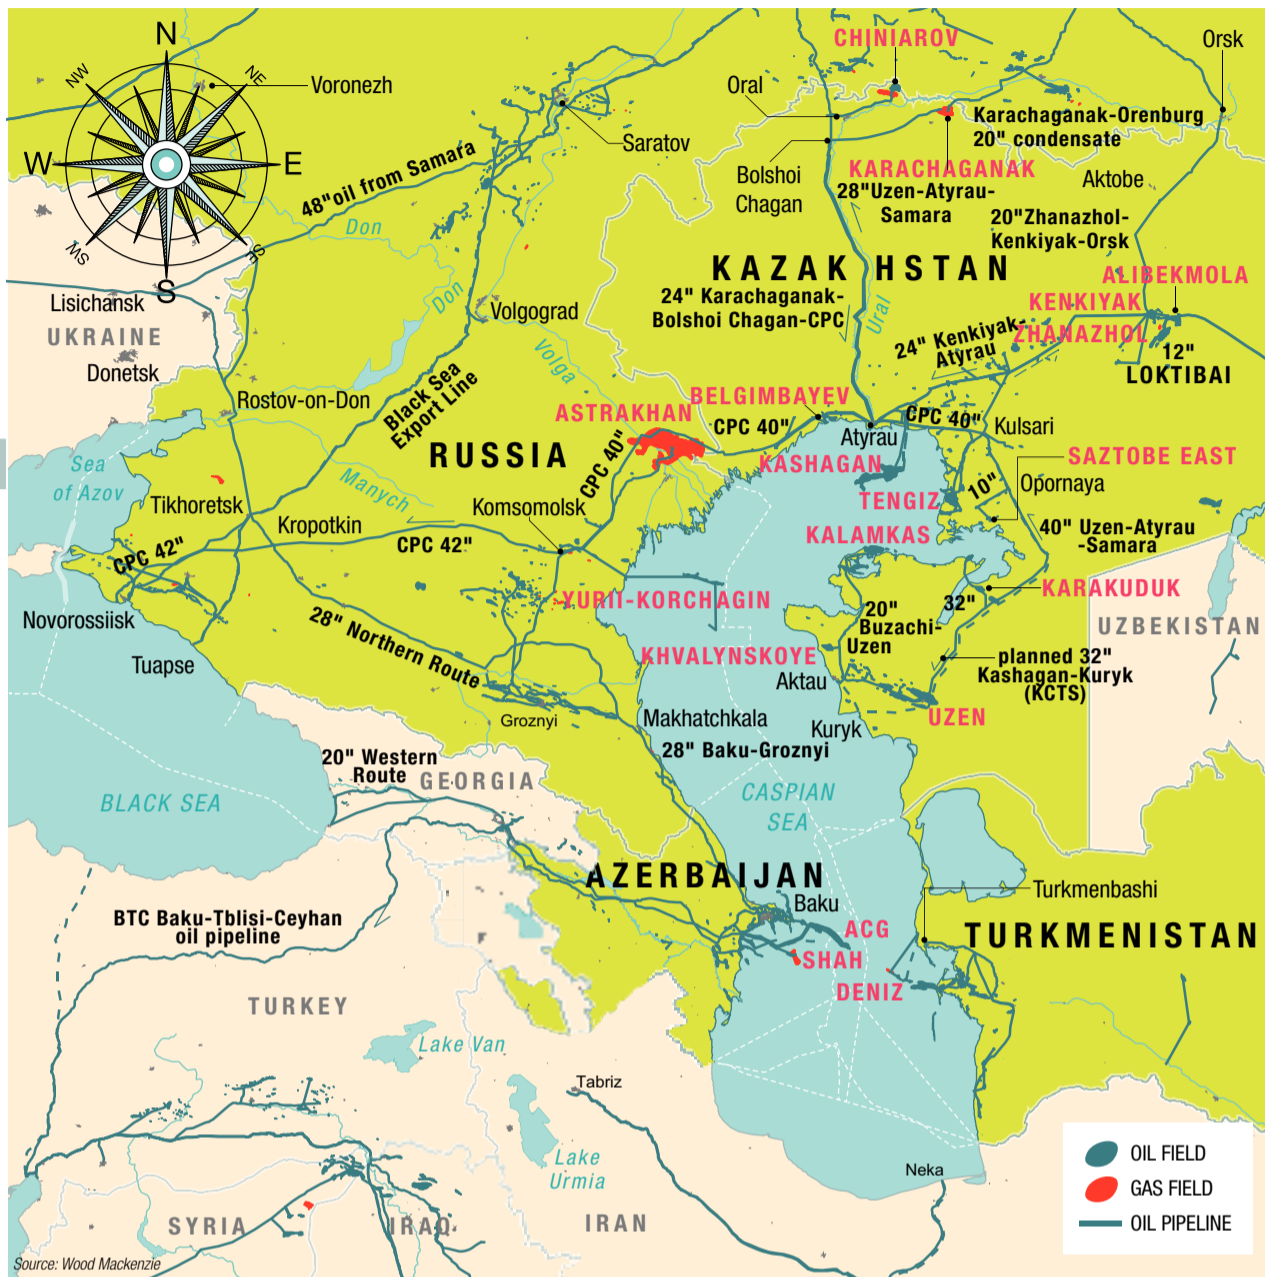 N
NW
NE
W
E
SW
SE
S
Voronezh
Saratov
48"oil from Samara
Don
Don
Lisichansk
UKRAINE
Donetsk
Volgograd
Volga
Rostov-on-Don
Black Sea
Export Line
CHINIAROV
Orsk
Oral
Karachaganak-Orenburg
20" condensate
KARACHAGANAK
Bolshoi
Chagan
28"Uzen-Atyrau-
Samara
Aktobe
20"Zhanazhol-
Kenkiyak-Orsk
KAZAKHSTAN
ALIBEKMOLA
24" Karachaganak-
Bolshoi Chagan-CPC
Ural
KENKIYAK
ZHANAZHOL
24" Kenkiyak-
Atyrau
12"
LOKTIBAI
BELGIMBAYEV
ASTRAKHAN
CPC 40"
CPC 40"
CPC 40"
Atyrau
Kulsari
RUSSIA
Sea
of Azov
Manych
Komsomolsk
Tikhoretsk
Kropotkin
CPC 42"
CPC 42"
KASHAGAN
TENGIZ
KALAMKAS
SAZTOBE EAST
Opornaya
10"
40" Uzen-Atyrau
-Samara
KARAKUDUK
32"
UZBEKISTAN
20"
Buzachi-
Uzen
YURII-KORCHAGIN
KHVALYNSKOYE
planned 32"
Kashagan-Kuryk
(KCTS)
Aktau
UZEN
Kuryk
Novorossiisk
Tuapse
28" Northern Route
Groznyi
Makhatchkala
28" Baku-Groznyi
20" Western
Route
GEORGIA
BLACK SEA
CASPIAN
SEA
AZERBAIJAN
Baku
ACG
SHAH
DENIZ
Turkmenbashi
TURKMENISTAN
BTC Baku-Tblisi-Ceyhan
oil pipeline
TURKEY
Lake Van
Tabriz
Lake
Urmia
Neka
SYRIA
IRAQ
IRAN
OIL FIELD
GAS FIELD
OIL PIPELINE
Source: Wood Mackenzie